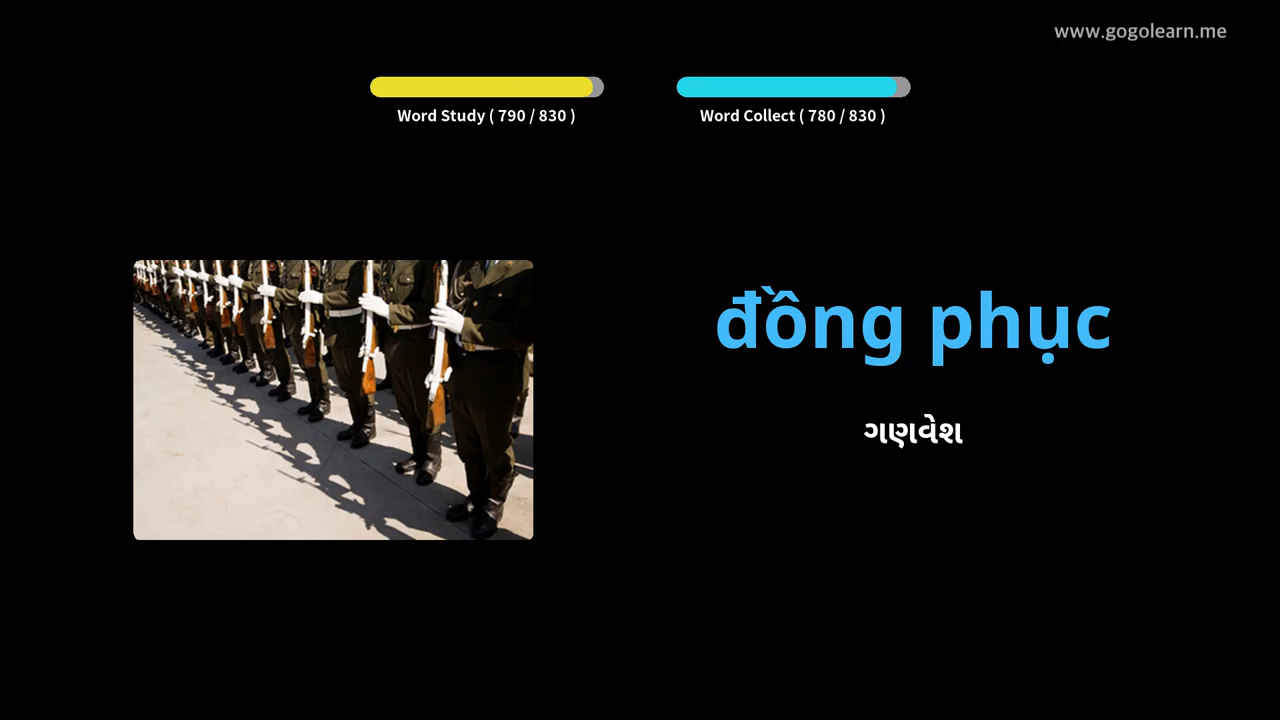 www.gogolearn.me
Word Study ( 790 / 830 )
Word Collect ( 780 / 830 )
đồng phục
ગણવેશ